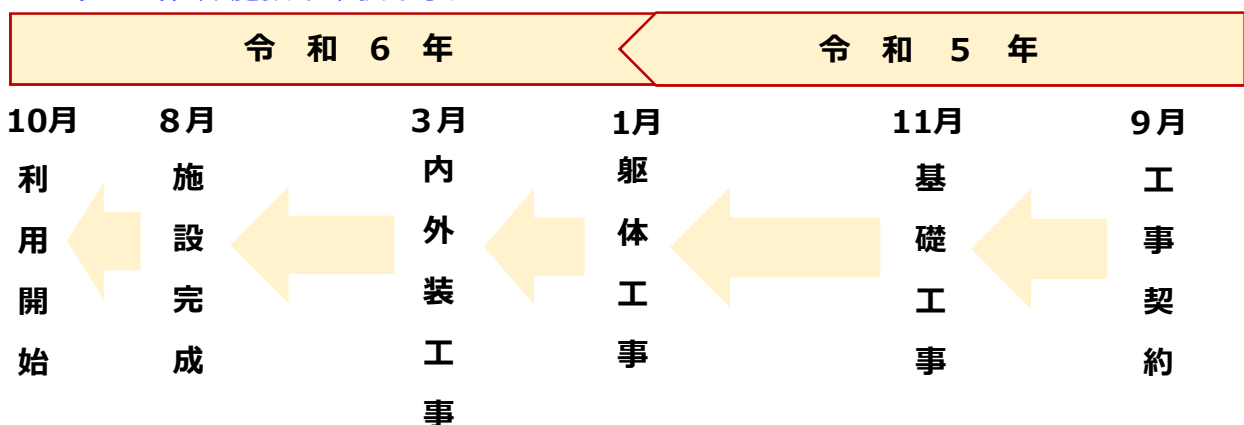 令和5年
令和6年
9月
工事契約
11月
基礎工事
1月
躯体工事
3月
内外装工事
8月
施設完成
10月
利用開始